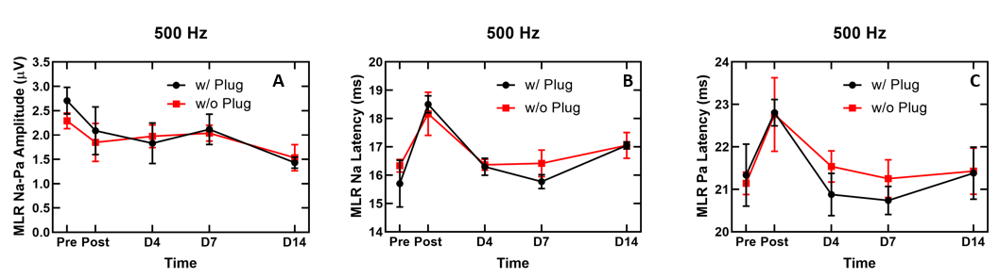 500 Hz
MLR Na-Pa Amplitude (µV)
3.5
3.0
2.5
2.0
1.5
1.0
0.5
0.0
w/ Plug
w/o Plug
A
Pre Post D4 D7 D14
Time
500 Hz
MLR Na Latency (ms)
20
19
18
17
16
15
14
w/ Plug
w/o Plug
B
Pre Post D4 D7 D14
Time
500 Hz
MLR Pa Latency (ms)
24
23
22
21
20
w/ Plug
w/o Plug
C
Pre Post D4 D7 D14
Time